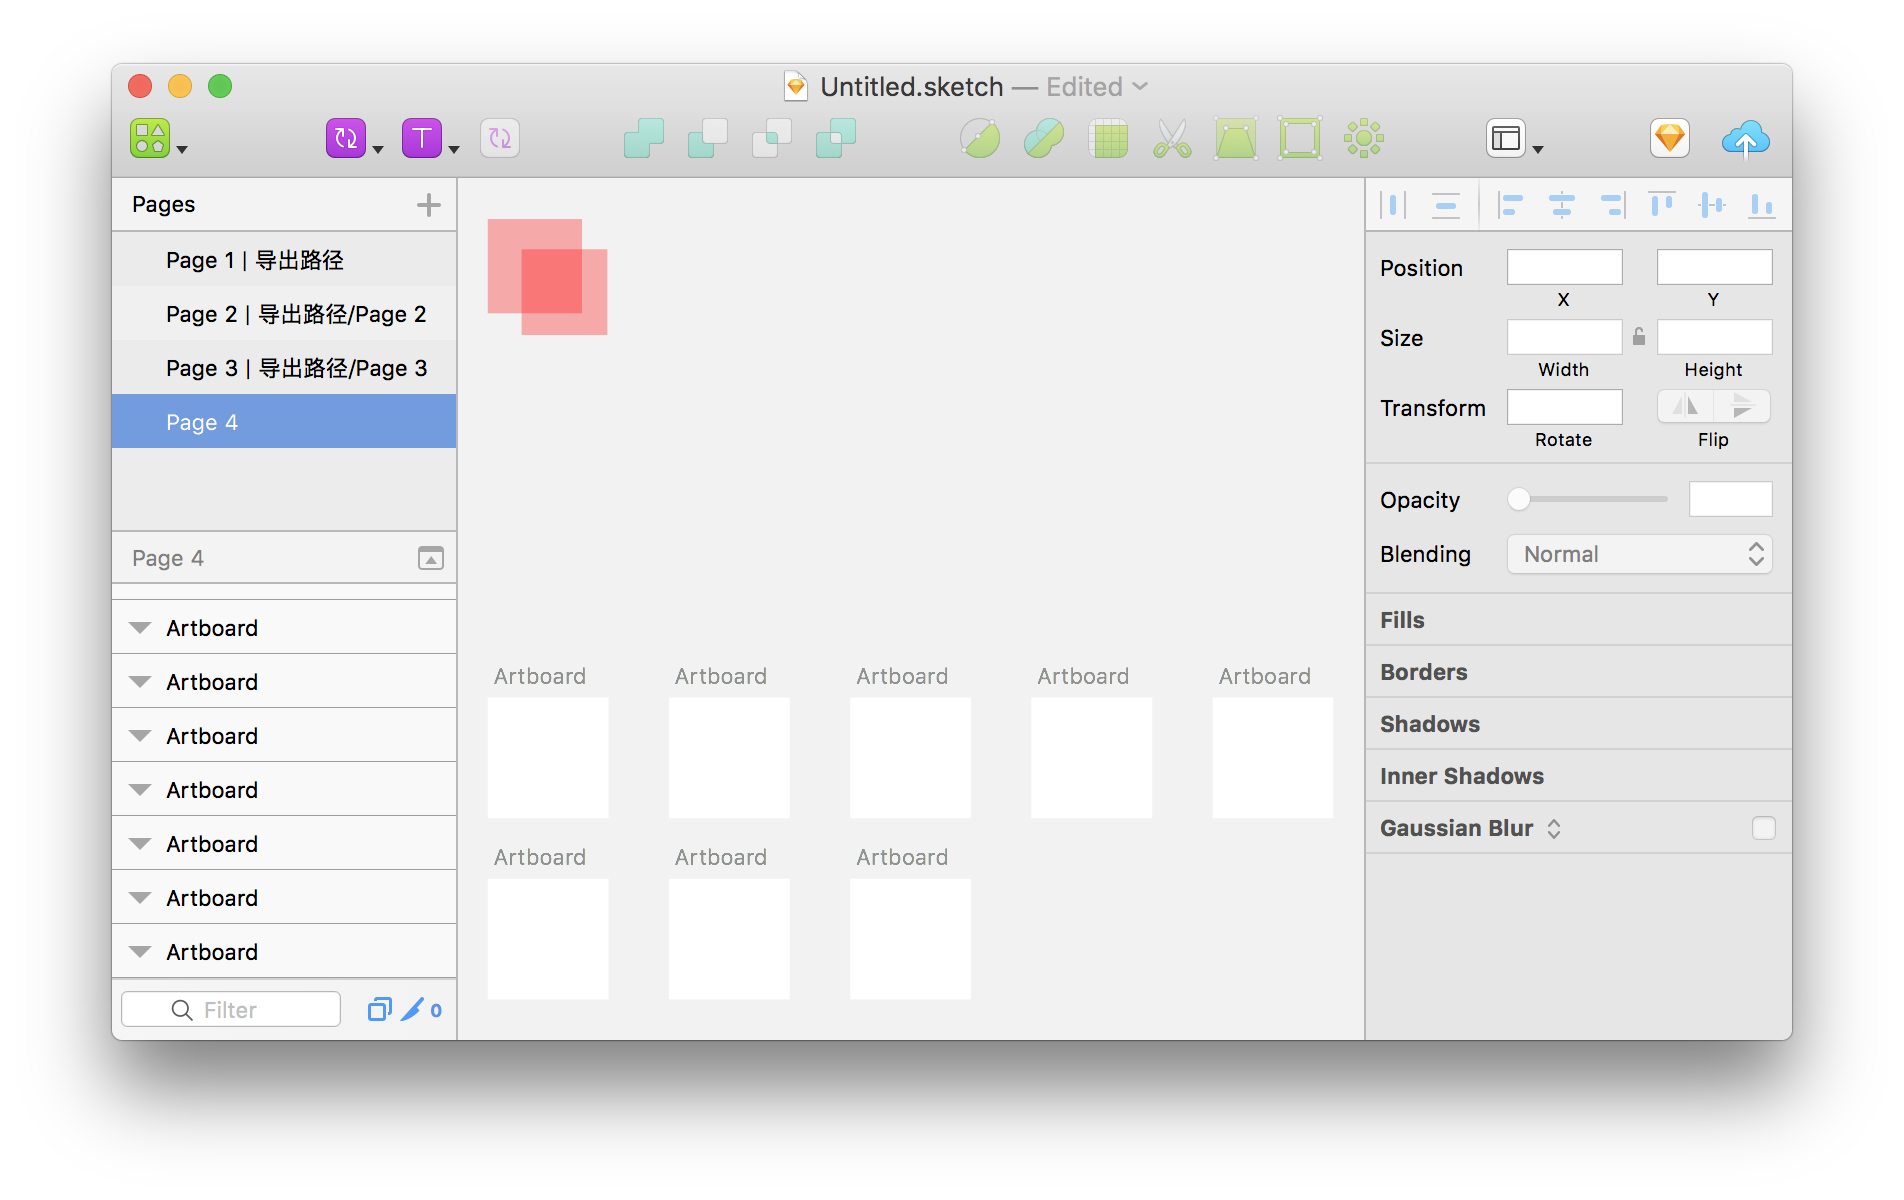 Untitled.sketch — Edited
T
Pages
Page 1 | 导出路径
Page 2 | 导出路径/Page 2
Page 3 | 导出路径/Page 3
Page 4
Page 4
Artboard
Artboard
Artboard
Artboard
Artboard
Artboard
Artboard
Filter
0
Artboard Artboard Artboard Artboard Artboard
Artboard Artboard Artboard
Position
X Y
Size
Width Height
Transform
Rotate Flip
Opacity
Blending Normal
Fills
Borders
Shadows
Inner Shadows
Gaussian Blur